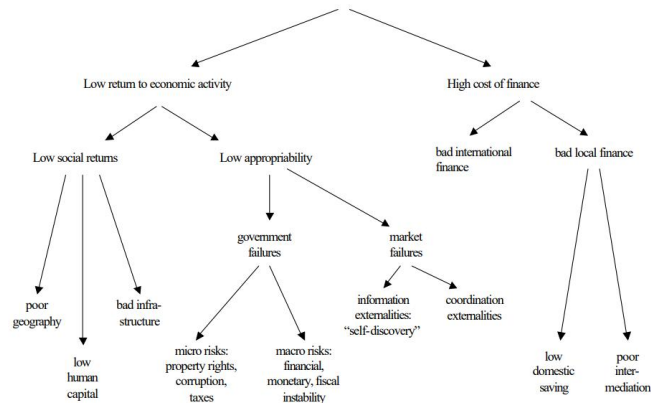 Low return to economic activity
High cost of finance
Low social returns
Low appropriability
bad international
finance
bad local finance
government
failures
market
failures
poor
geography
bad infra-
structure
information
externalities:
“self-discovery”
coordination
externalities
low
human
capital
micro risks:
property rights,
corruption,
taxes
macro risks:
financial,
monetary, fiscal
instability
low
domestic
saving
poor
inter-
mediation